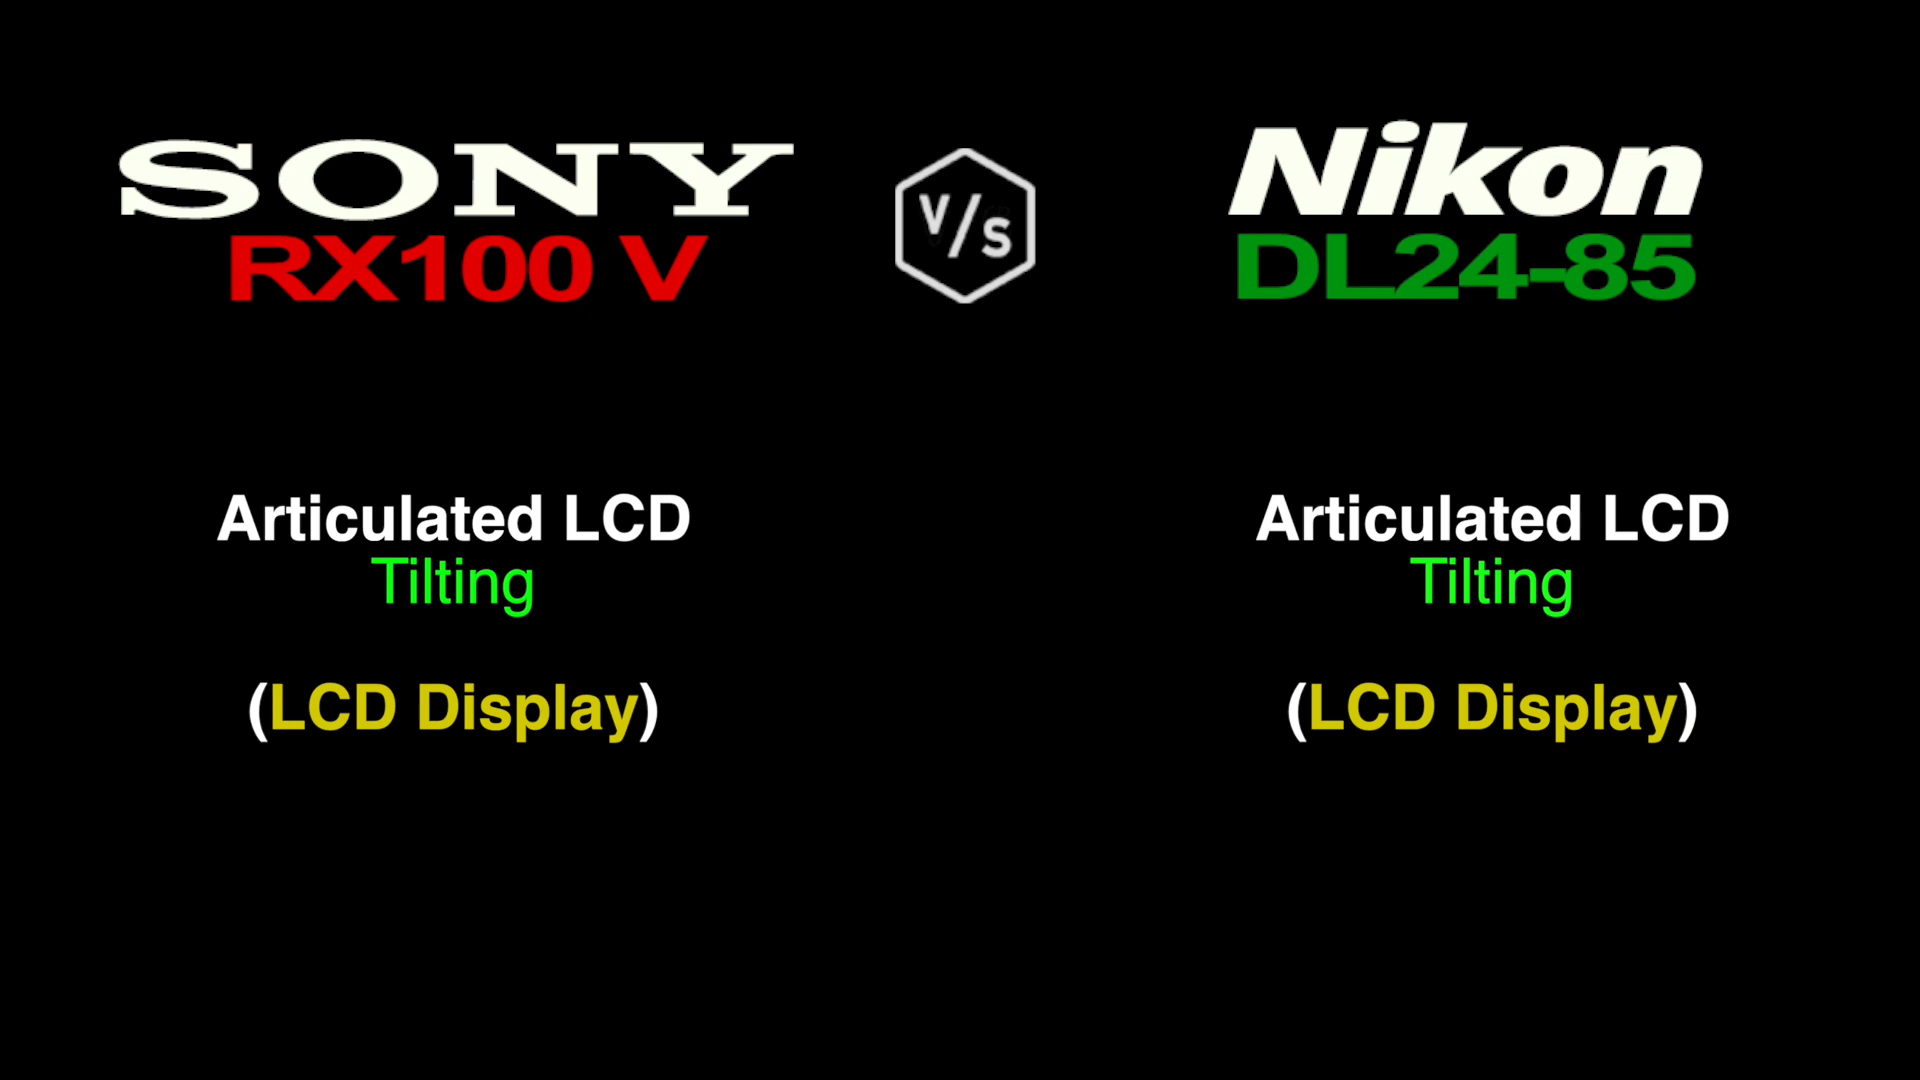 SONY
RX100 V
V/S
Nikon
DL24-85
Articulated LCD
Tilting
(LCD Display)
Articulated LCD
Tilting
(LCD Display)